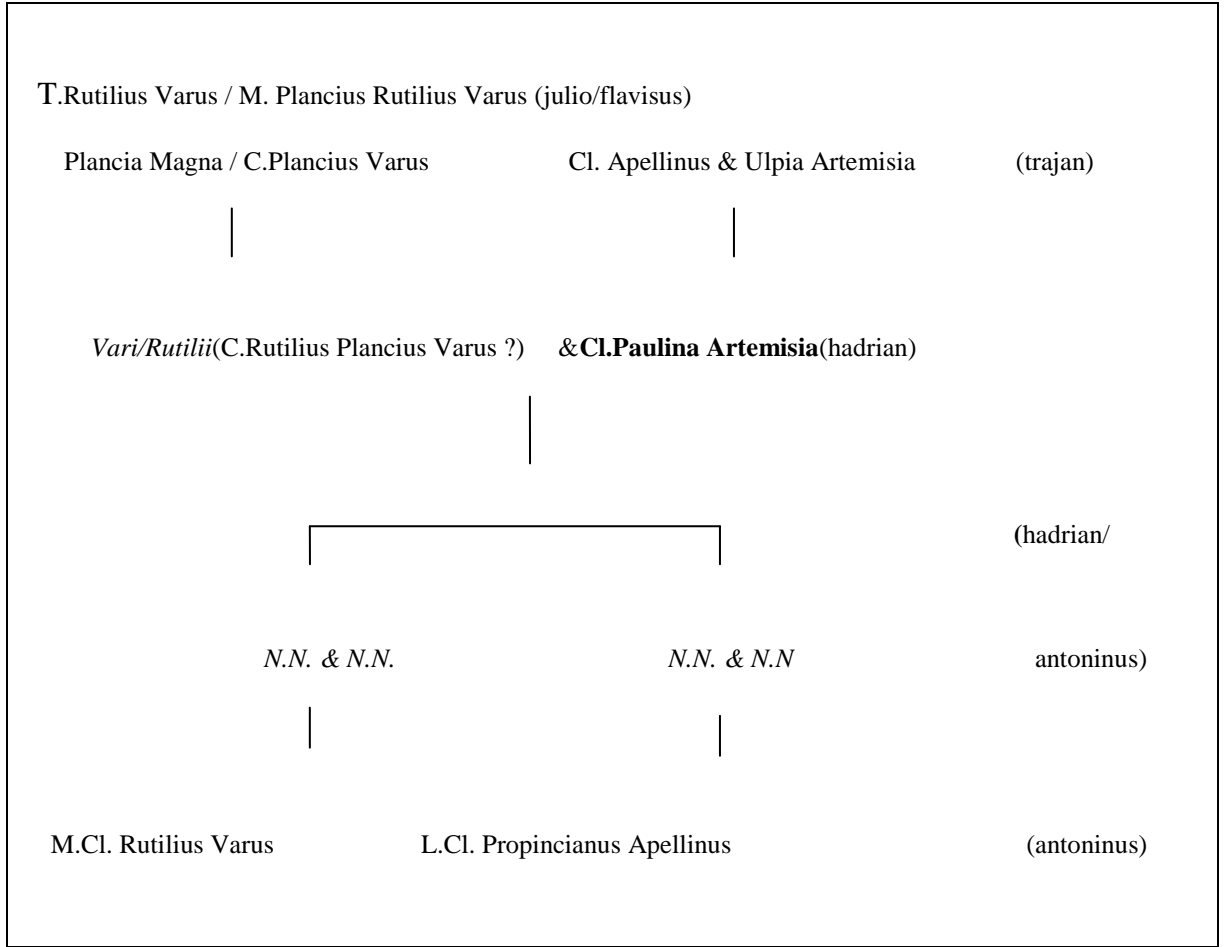 T.Rutilius Varus / M. Plancius Rutilius Varus (julio/flavisus)
Plancia Magna / C.Plancius Varus Cl. Apellinus & Ulpia Artemisia (trajan)
Vari/Rutilii(C.Rutilius Plancius Varus ?) &Cl.Paulina Artemisia(hadrian)
(hadrian/
N.N. & N.N. N.N. & N.N antoninus)
M.Cl. Rutilius Varus L.Cl. Propincianus Apellinus (antoninus)